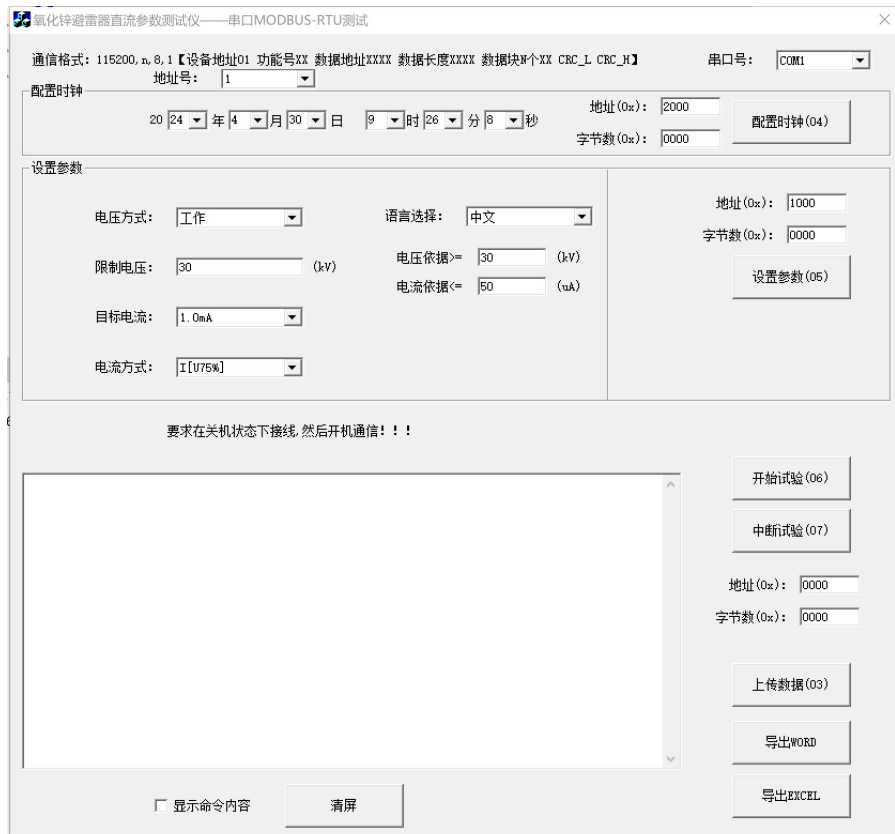 氧化锌避雷器直流参数测试仪——串口MODBUS-RTU测试
通信格式: 115200,n,8,1【设备地址01 功能号XX 数据地址XXXX 数据长度XXXX 数据块N个XX CRC_L CRC_H】 串口号: COM1
地址号: 1
配置时钟
20 24 年 4 月 30 日 9 时 26 分 8 秒
地址(0x): 2000
字节数(0x): 0000
配置时钟(04)
设置参数
电压方式: 工作
语言选择: 中文
限制电压: 30 (kV)
电压依据>= 30 (kV)
电流依据<= 50 (uA)
目标电流: 1.0mA
电流方式: I[U75%]
地址(0x): 1000
字节数(0x): 0000
设置参数(05)
要求在关机状态下接线,然后开机通信!!!
开始试验(06)
中断试验(07)
地址(0x): 0000
字节数(0x): 0000
上传数据(03)
导出WORD
导出EXCEL
显示命令内容
清屏